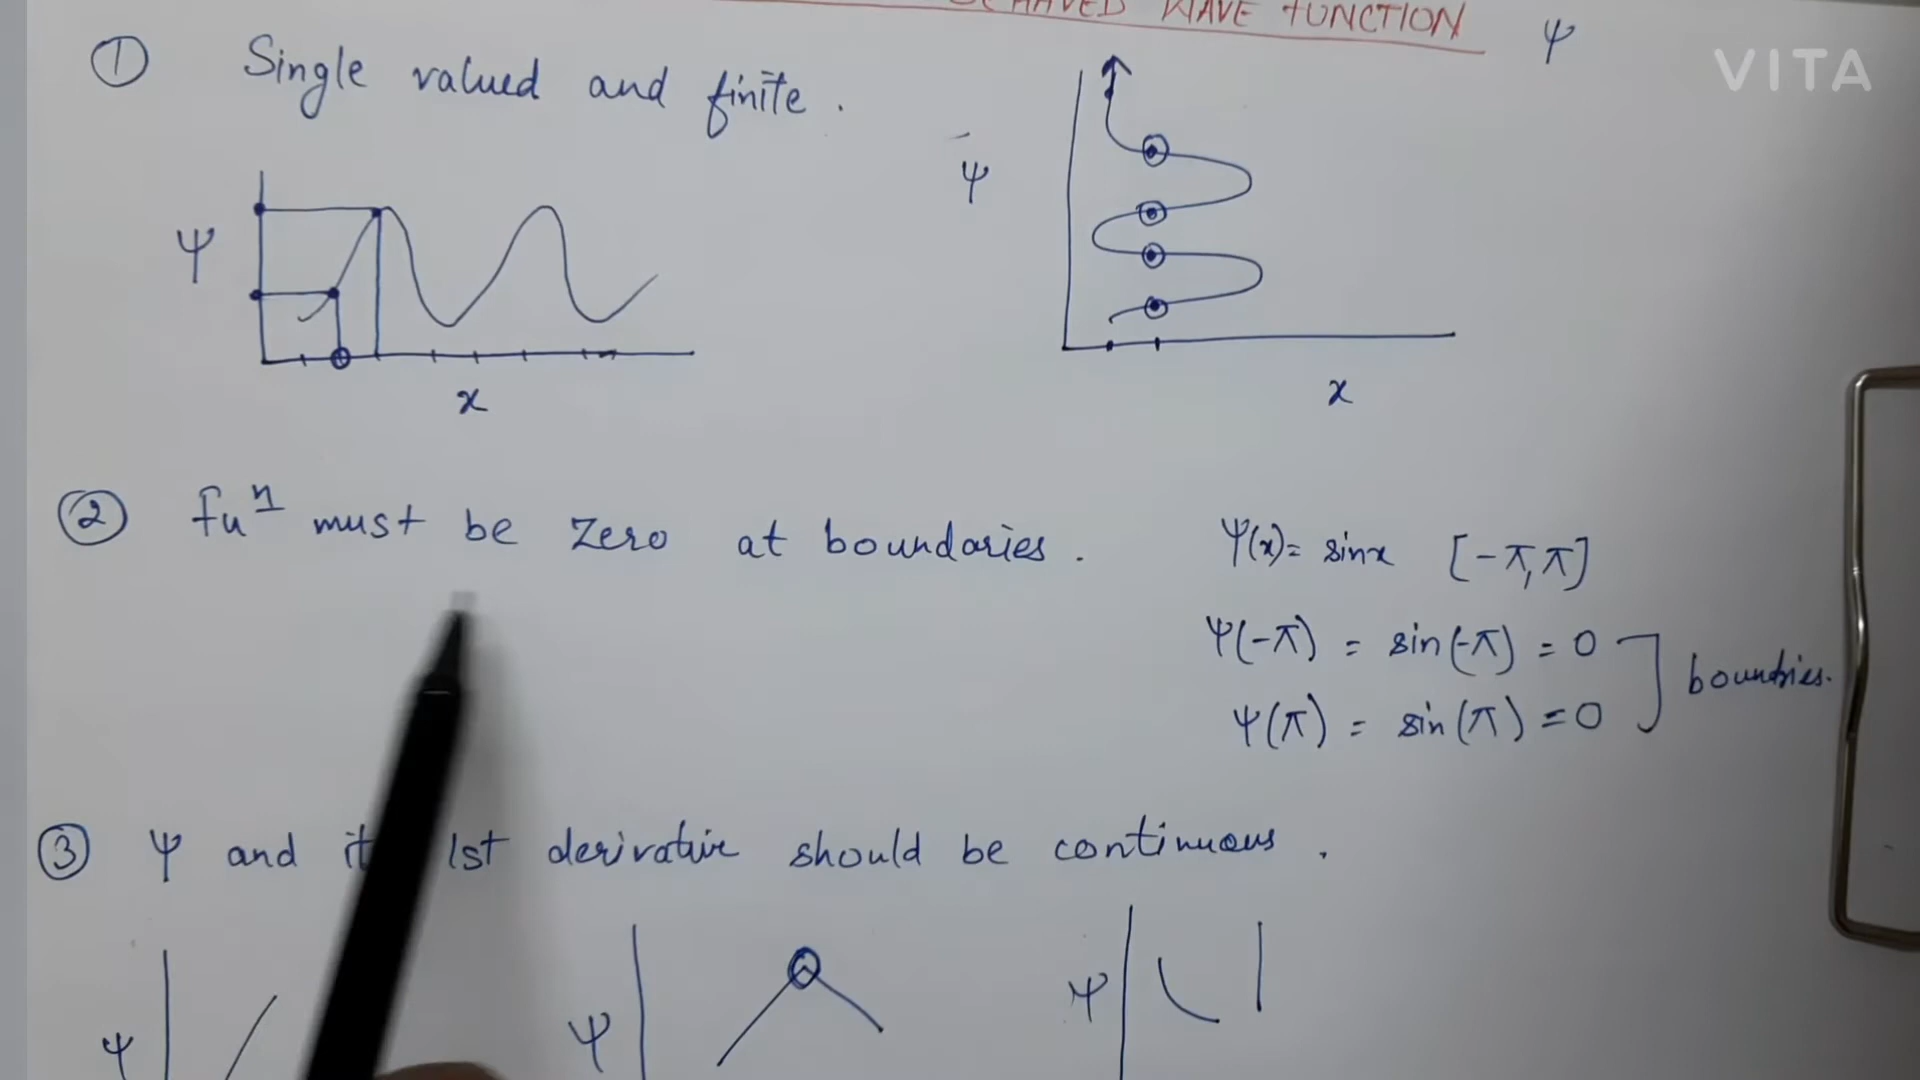 WAVE FUNCTION
ψ
VITA
① Single valued and finite.
ψ
x
ψ
x
② Fuⁿ must be zero at boundaries.
ψ(x) = sinx [-π, π]
ψ(-π) = sin(-π) = 0
ψ(π) = sin(π) = 0
boundries.
③ ψ and 1st derivative should be continuous.
ψ
ψ
ψ